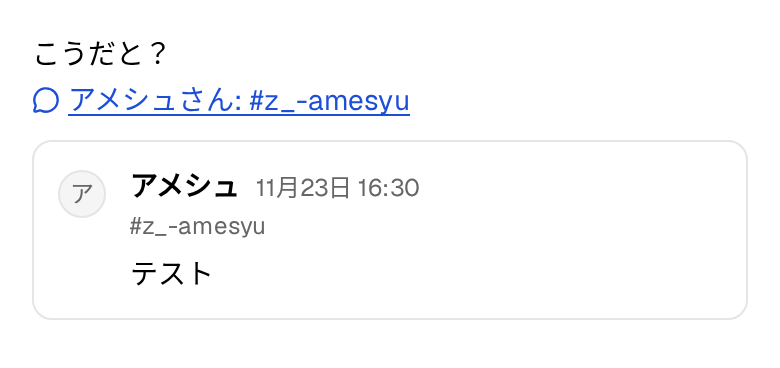 こうだと？
アメシュさん: #z_-amesyu
ア
アメシュ 11月23日 16:30
#z_-amesyu
テスト